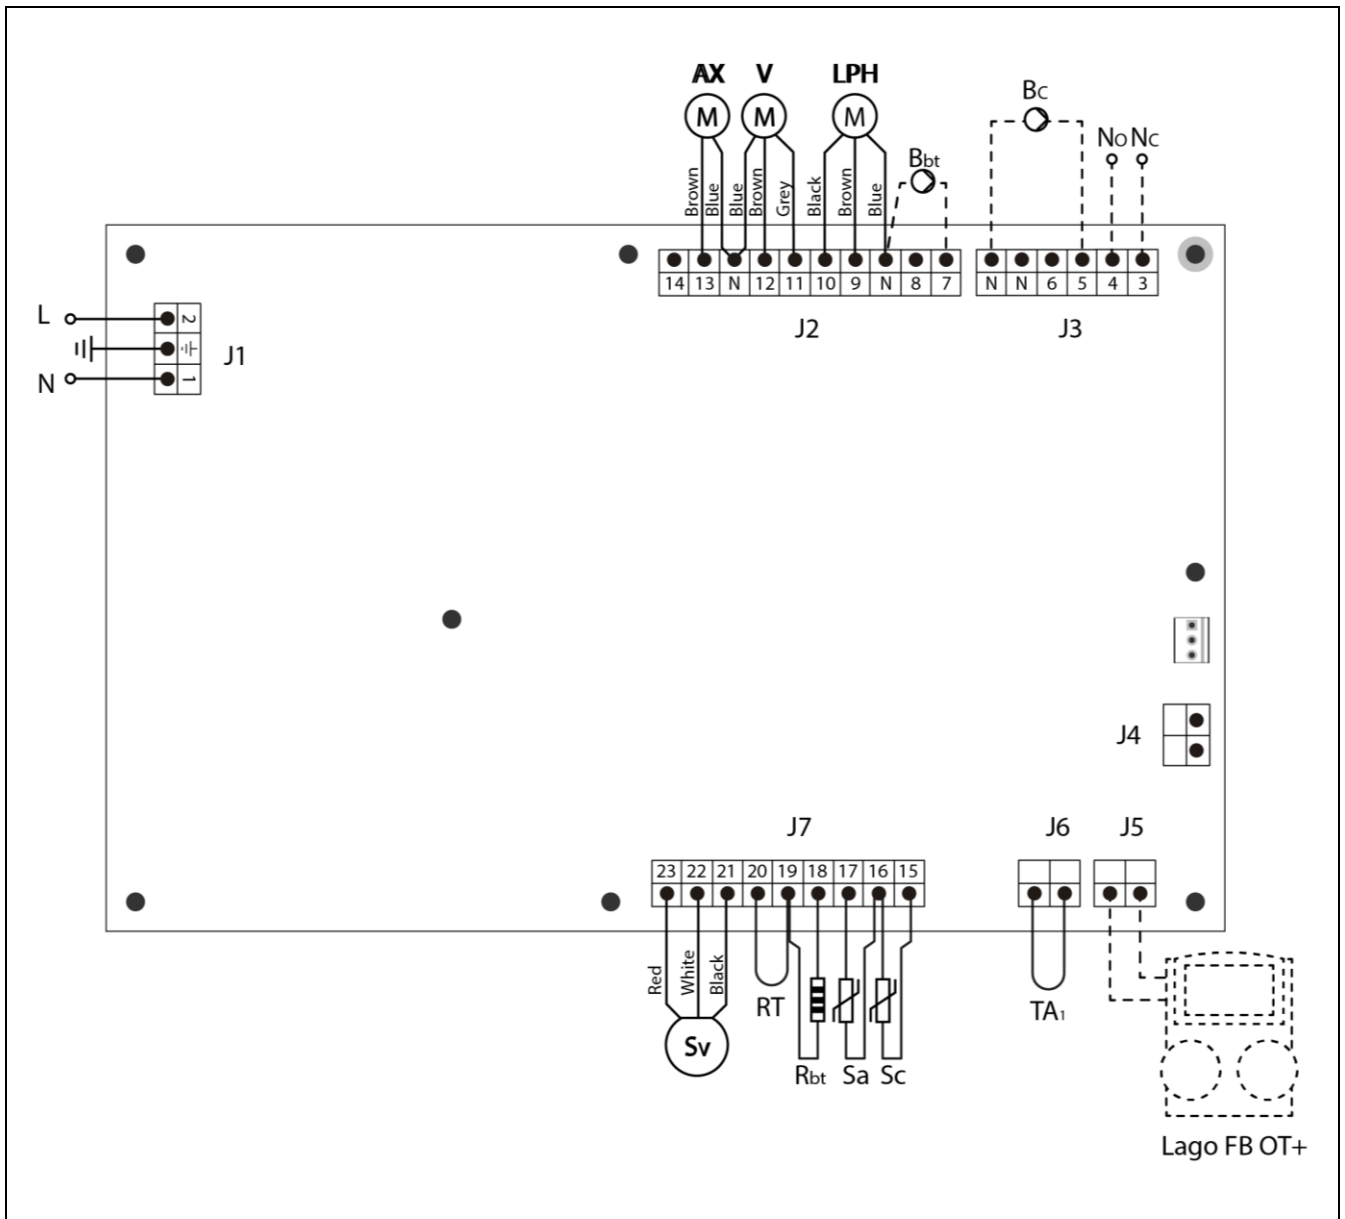 AX V LPH
M M M
Bbt
Bc
No Nc
Brown Blue Blue Brown Grey Black Brown Blue
14 13 N 12 11 10 9 N 8 7
N N 6 5 4 3
J2
J3
L
N
2
1
J1
J4
J7
J6
J5
23 22 21 20 19 18 17 16 15
Red White Black
Sv
RT
Rbt
Sa
Sc
TA1
Lago FB OT+